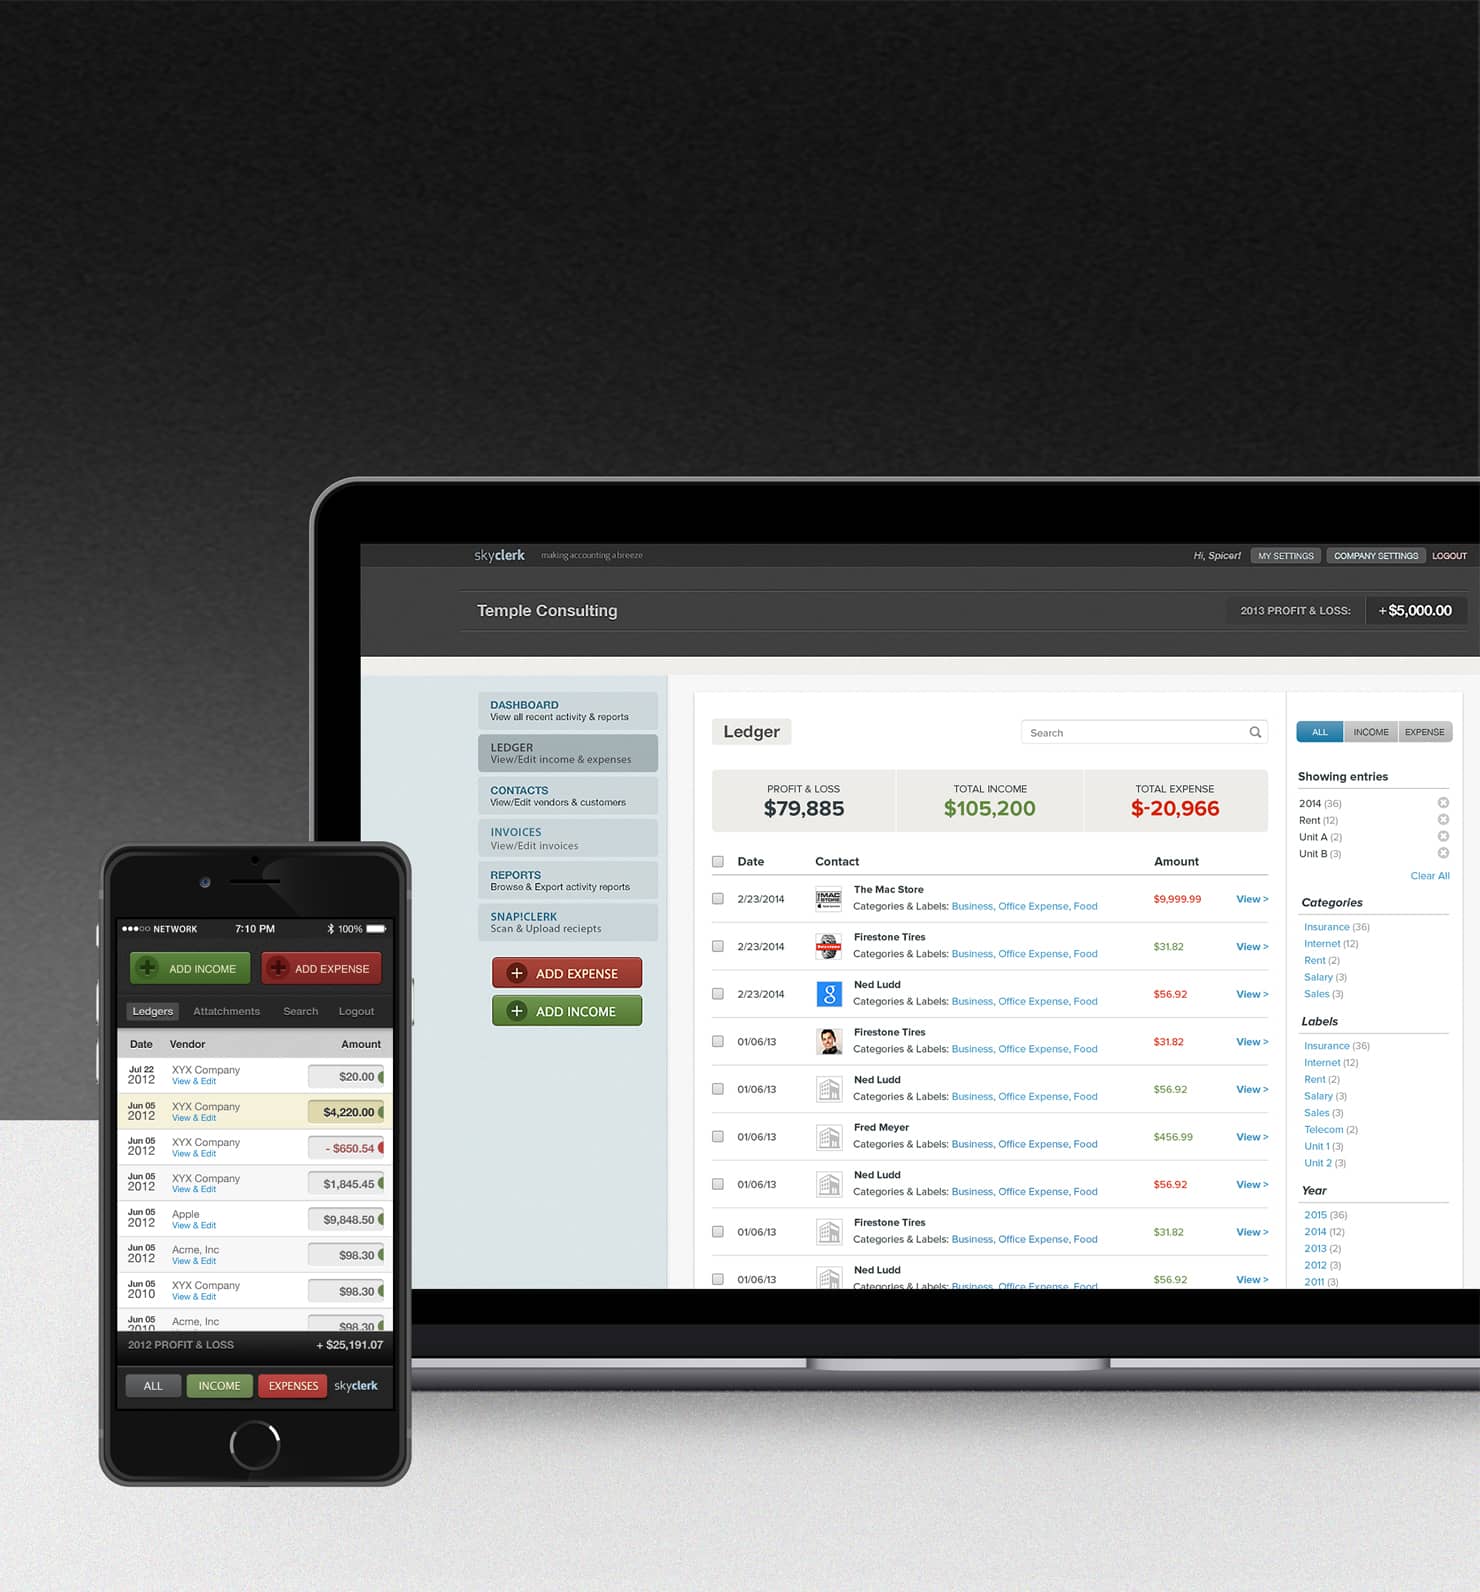 skyclerk making accounting a breeze
Hi, Spicer! MY SETTINGS COMPANY SETTINGS LOGOUT
Temple Consulting
2013 PROFIT & LOSS: +$5,000.00
DASHBOARD
View all recent activity & reports
LEDGER
View/Edit income & expenses
CONTACTS
View/Edit vendors & customers
INVOICES
View/Edit invoices
REPORTS
Browse & Export activity reports
SNAP!CLERK
Scan & Upload reciepts
ADD EXPENSE
ADD INCOME
Ledger
Search
PROFIT & LOSS TOTAL INCOME TOTAL EXPENSE
$79,885 $105,200 $-20,966
Date Contact Amount
2/23/2014 The Mac Store $9,999.99 View >
Categories & Labels: Business, Office Expense, Food
2/23/2014 Firestone Tires $31.82 View >
Categories & Labels: Business, Office Expense, Food
2/23/2014 Ned Ludd $56.92 View >
Categories & Labels: Business, Office Expense, Food
01/06/13 Firestone Tires $31.82 View >
Categories & Labels: Business, Office Expense, Food
01/06/13 Ned Ludd $56.92 View >
Categories & Labels: Business, Office Expense, Food
01/06/13 Fred Meyer $456.99 View >
Categories & Labels: Business, Office Expense, Food
01/06/13 Ned Ludd $56.92 View >
Categories & Labels: Business, Office Expense, Food
01/06/13 Firestone Tires $31.82 View >
Categories & Labels: Business, Office Expense, Food
01/06/13 Ned Ludd $56.92 View >
Categories & Labels: Business, Office Expense, Food
ALL INCOME EXPENSE
Showing entries
2014 (36)
Rent (12)
Unit A (2)
Unit B (3)
Clear All
Categories
Insurance (36)
Internet (12)
Rent (2)
Salary (3)
Sales (3)
Labels
Insurance (36)
Internet (12)
Rent (2)
Salary (3)
Sales (3)
Telecom (2)
Unit 1 (3)
Unit 2 (3)
Year
2015 (36)
2014 (12)
2013 (2)
2012 (3)
2011 (3)
NETWORK 7:10 PM 100%
ADD INCOME ADD EXPENSE
Ledgers Attatchments Search Logout
Date Vendor Amount
Jul 22 XYX Company $20.00
2012 View & Edit
Jun 05 XYX Company $4,220.00
2012 View & Edit
Jun 05 XYX Company - $650.54
2012 View & Edit
Jun 05 XYX Company $1,845.45
2012 View & Edit
Jun 05 Apple $9,848.50
2012 View & Edit
Jun 05 Acme, Inc $98.30
2012 View & Edit
Jun 05 XYX Company $98.30
2010 View & Edit
Jun 05 Acme, Inc $98.30
2010
2012 PROFIT & LOSS + $25,191.07
ALL INCOME EXPENSES skyclerk